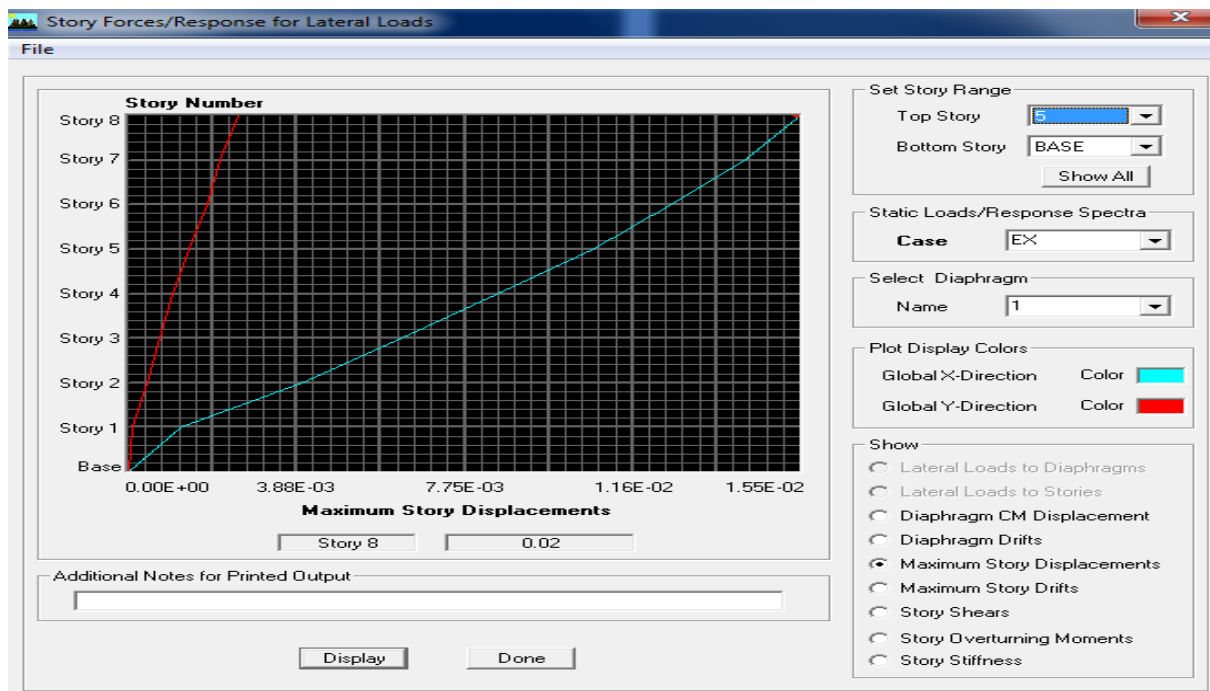 Story Forces/Response for Lateral Loads
File
Story Number
Story 8
Story 7
Story 6
Story 5
Story 4
Story 3
Story 2
Story 1
Base
0.00E+00 3.88E-03 7.75E-03 1.16E-02 1.55E-02
Maximum Story Displacements
Story 8 0.02
Additional Notes for Printed Output
Display Done
Set Story Range
Top Story 5
Bottom Story BASE
Show All
Static Loads/Response Spectra
Case EX
Select Diaphragm
Name 1
Plot Display Colors
Global X-Direction Color
Global Y-Direction Color
Show
Lateral Loads to Diaphragms
Lateral Loads to Stories
Diaphragm CM Displacement
Diaphragm Drifts
Maximum Story Displacements
Maximum Story Drifts
Story Shears
Story Overturning Moments
Story Stiffness